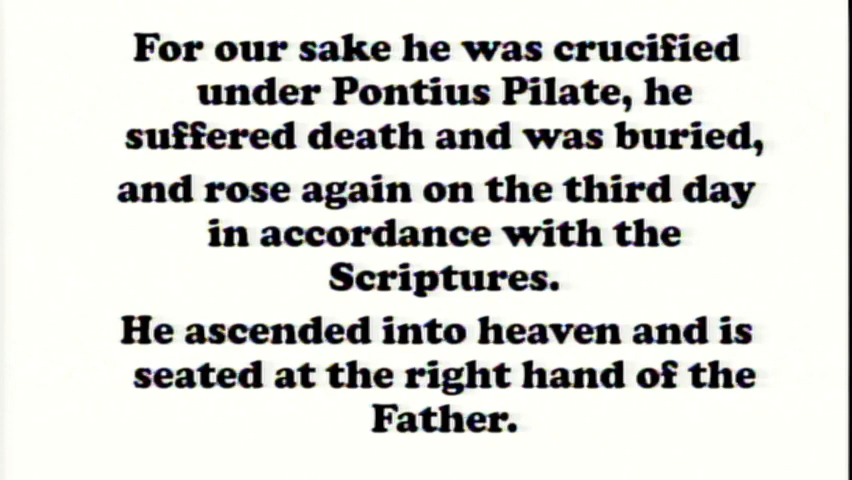 For our sake he was crucified
under Pontius Pilate, he
suffered death and was buried,
and rose again on the third day
in accordance with the
Scriptures.
He ascended into heaven and is
seated at the right hand of the
Father.